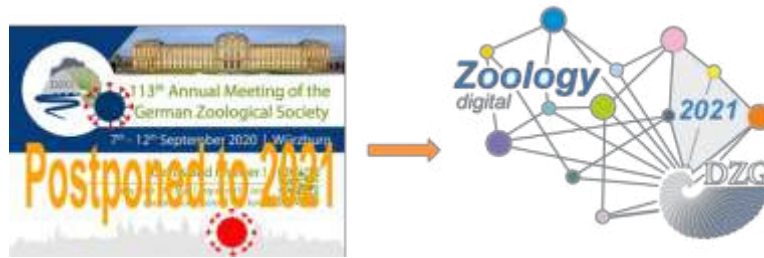 DZG
113th Annual Meeting of the
German Zoological Society
7th - 12th September 2020 | Würzburg
Postponed to 2021
Zoology
digital
2021
DZG